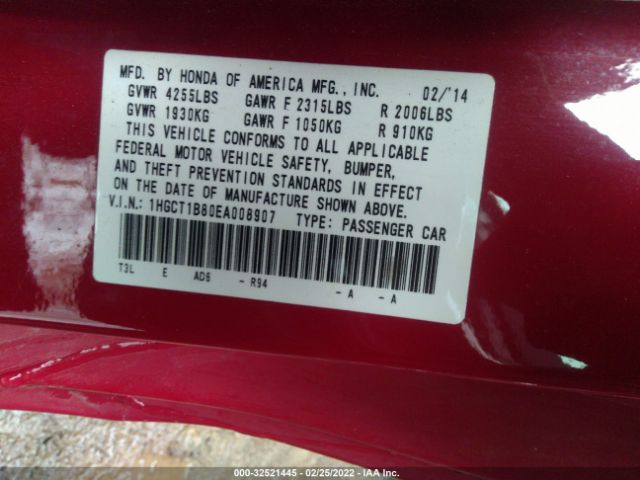 MFD. BY HONDA OF AMERICA MFG., INC. 02/'14
GVWR 4255LBS GAWR F 2315LBS R 2006LBS
GVWR 1930KG GAWR F 1050KG R 910KG
THIS VEHICLE CONFORMS TO ALL APPLICABLE
FEDERAL MOTOR VEHICLE SAFETY, BUMPER,
AND THEFT PREVENTION STANDARDS IN EFFECT
ON THE DATE OF MANUFACTURE SHOWN ABOVE.
V.I.N.: 1HGCT1B80EA008907 TYPE: PASSENGER CAR
T3L E AD5 - R94 - A - A
000-32521445 - 02/25/2022 - IAA Inc.